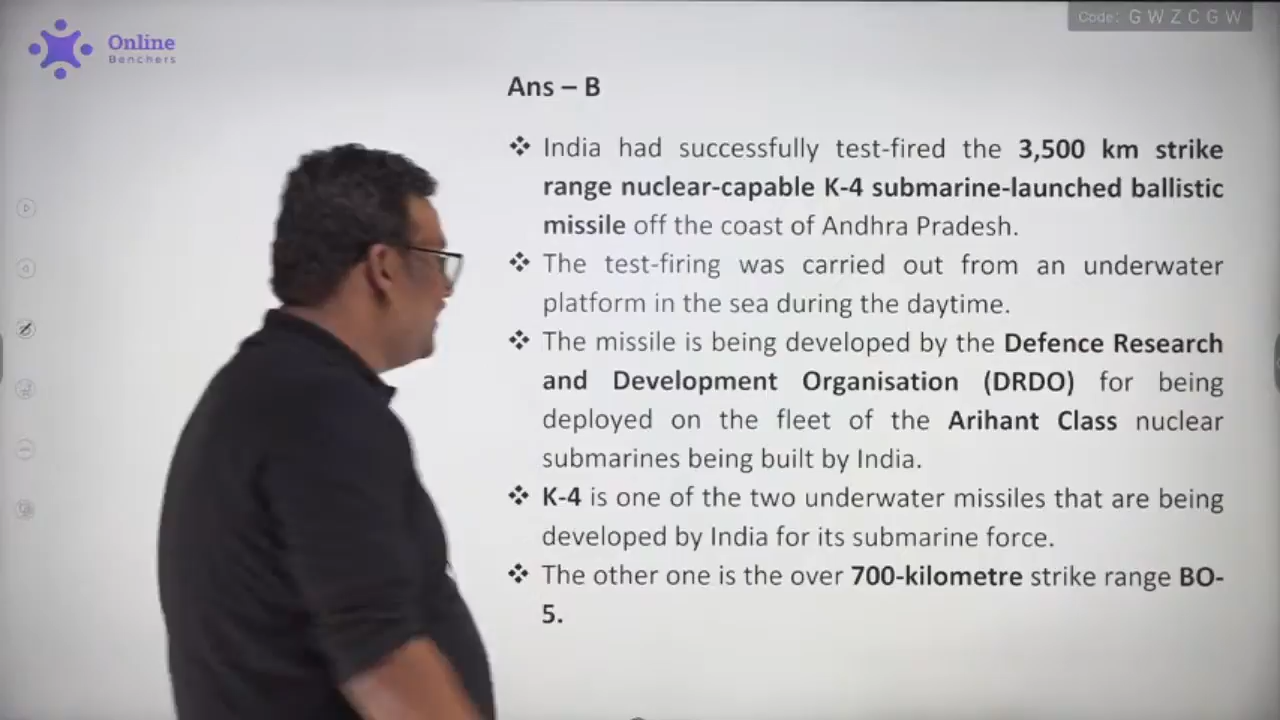 Code: G W Z C G W
Online
Benchers
Ans – B
❖ India had successfully test-fired the 3,500 km strike
range nuclear-capable K-4 submarine-launched ballistic
missile off the coast of Andhra Pradesh.
❖ The test-firing was carried out from an underwater
platform in the sea during the daytime.
❖ The missile is being developed by the Defence Research
and Development Organisation (DRDO) for being
deployed on the fleet of the Arihant Class nuclear
submarines being built by India.
❖ K-4 is one of the two underwater missiles that are being
developed by India for its submarine force.
❖ The other one is the over 700-kilometre strike range BO-
5.